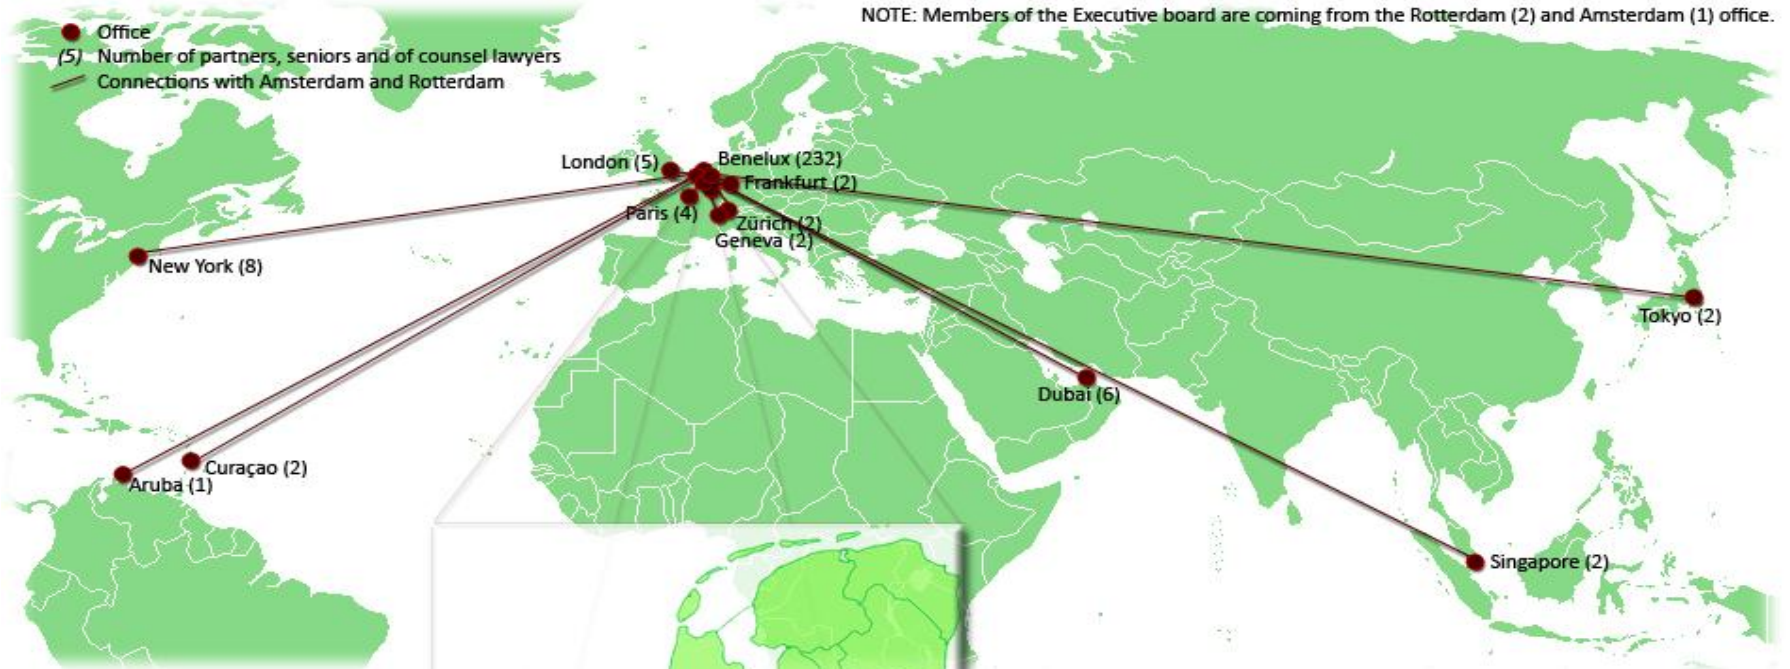 NOTE: Members of the Executive board are coming from the Rotterdam (2) and Amsterdam (1) office.
Office
(5) Number of partners, seniors and of counsel lawyers
Connections with Amsterdam and Rotterdam
London (5)
Benelux (232)
Frankfurt (2)
Paris (4)
Zürich (2)
Geneva (2)
New York (8)
Tokyo (2)
Dubai (6)
Curaçao (2)
Aruba (1)
Singapore (2)